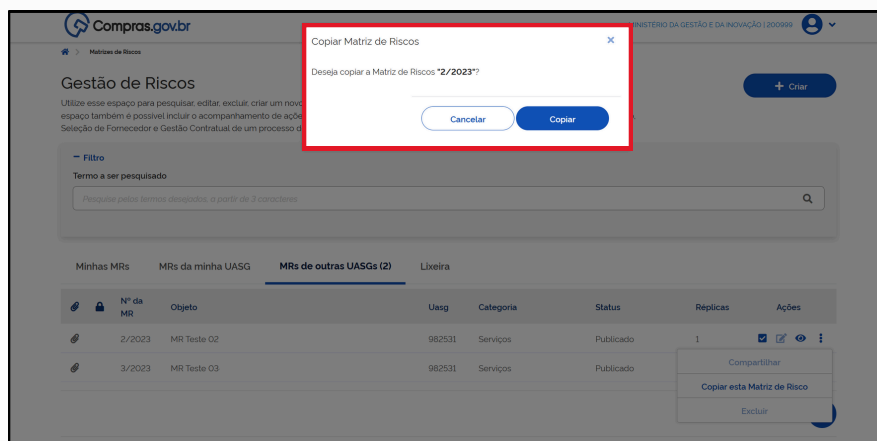 Compras.gov.br
MINISTÉRIO DA GESTÃO E DA INOVAÇÃO | 200999
Matrizes de Riscos
Copiar Matriz de Riscos
Deseja copiar a Matriz de Riscos "2/2023"?
Cancelar
Copiar
Gestão de Riscos
+ Criar
Utilize esse espaço para pesquisar, editar, excluir, criar um novo
espaço também é possível incluir o acompanhamento de açõe
Seleção de Fornecedor e Gestão Contratual de um processo d
Filtro
Termo a ser pesquisado
Pesquise pelos termos desejados, a partir de 3 caracteres
Minhas MRs MRs da minha UASG MRs de outras UASGs (2) Lixeira
Nº da MR Objeto Uasg Categoria Status Réplicas Ações
2/2023 MR Teste 02 982531 Serviços Publicado 1
3/2023 MR Teste 03 982531 Serviços Publicado
Compartilhar
Copiar esta Matriz de Risco
Excluir